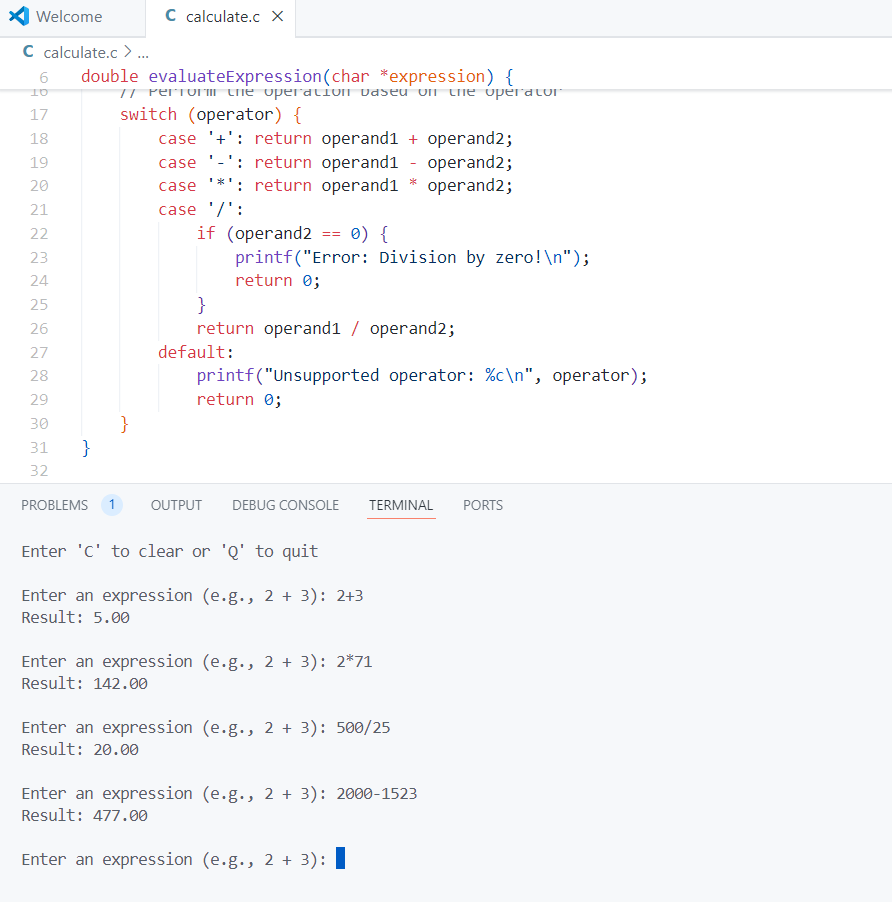 Welcome
C calculate.c
C calculate.c > ...
6 double evaluateExpression(char *expression) {
16 // Perform the operation based on the operator
17 switch (operator) {
18 case '+': return operand1 + operand2;
19 case '-': return operand1 - operand2;
20 case '*': return operand1 * operand2;
21 case '/':
22 if (operand2 == 0) {
23 printf("Error: Division by zero!\n");
24 return 0;
25 }
26 return operand1 / operand2;
27 default:
28 printf("Unsupported operator: %c\n", operator);
29 return 0;
30 }
31 }
32
PROBLEMS 1 OUTPUT DEBUG CONSOLE TERMINAL PORTS
Enter 'C' to clear or 'Q' to quit
Enter an expression (e.g., 2 + 3): 2+3
Result: 5.00
Enter an expression (e.g., 2 + 3): 2*71
Result: 142.00
Enter an expression (e.g., 2 + 3): 500/25
Result: 20.00
Enter an expression (e.g., 2 + 3): 2000-1523
Result: 477.00
Enter an expression (e.g., 2 + 3):